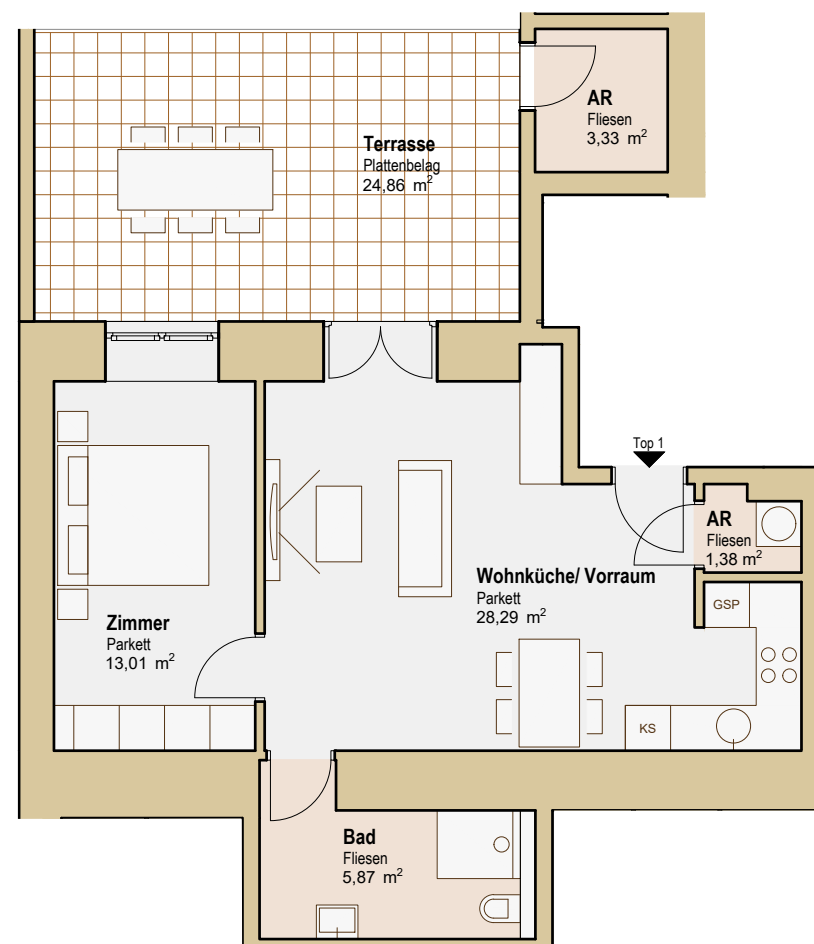 AR
Fliesen
3,33 m²
Terrasse
Plattenbelag
24,86 m²
Top 1
AR
Fliesen
1,38 m²
Wohnküche/ Vorraum
Parkett
28,29 m²
GSP
Zimmer
Parkett
13,01 m²
KS
Bad
Fliesen
5,87 m²